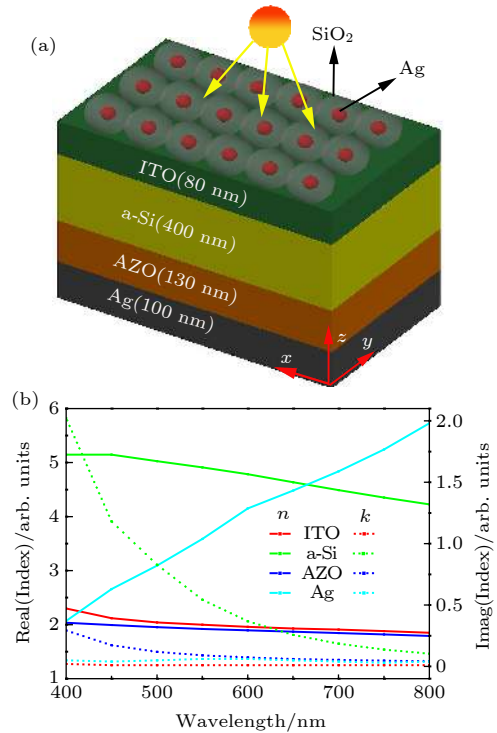 (a)
SiO2
Ag
ITO(80 nm)
a-Si(400 nm)
AZO(130 nm)
Ag(100 nm)
z
y
x
(b)
6
5
4
3
2
1
2.0
1.5
1.0
0.5
0
n k
ITO
a-Si
AZO
Ag
400 500 600 700 800
Real(Index)/arb. units
Imag(Index)/arb. units
Wavelength/nm